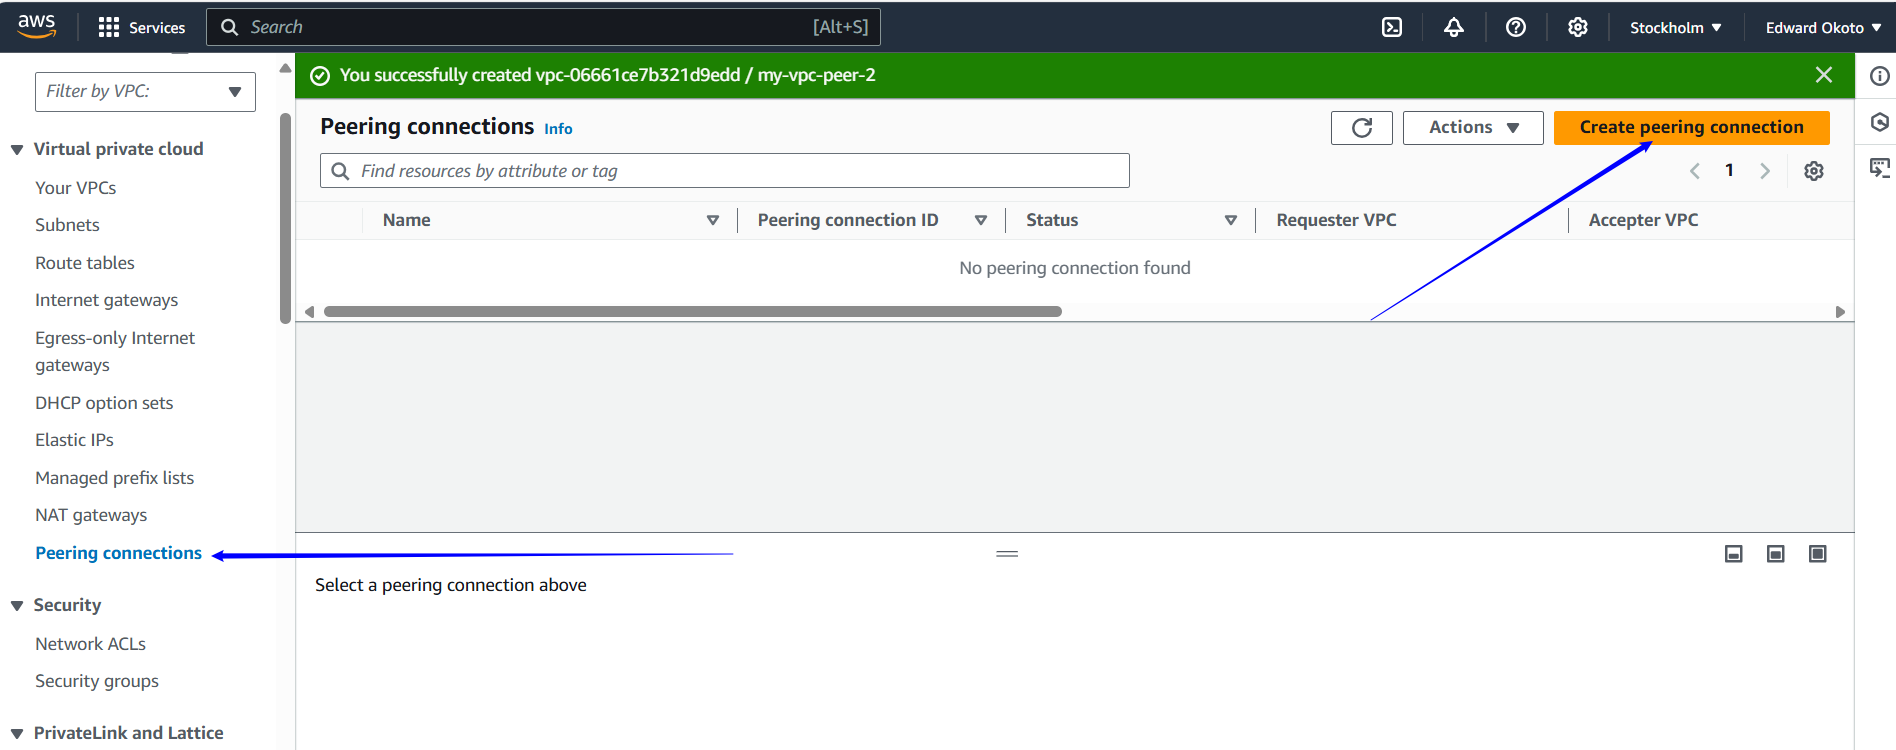 aws
Services
Search
[Alt+S]
Stockholm
Edward Okoto
Filter by VPC:
Virtual private cloud
Your VPCs
Subnets
Route tables
Internet gateways
Egress-only Internet
gateways
DHCP option sets
Elastic IPs
Managed prefix lists
NAT gateways
Peering connections
Security
Network ACLs
Security groups
PrivateLink and Lattice
You successfully created vpc-06661ce7b321d9edd / my-vpc-peer-2
Peering connections Info
Actions
Create peering connection
Find resources by attribute or tag
1
Name
Peering connection ID
Status
Requester VPC
Accepter VPC
No peering connection found
Select a peering connection above